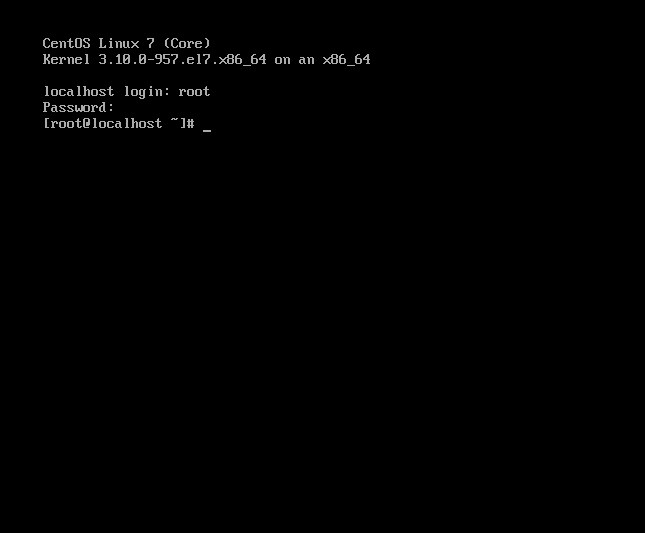 CentOS Linux 7 (Core)
Kernel 3.10.0-957.el7.x86_64 on an x86_64
localhost login: root
Password:
[root@localhost ~]# _